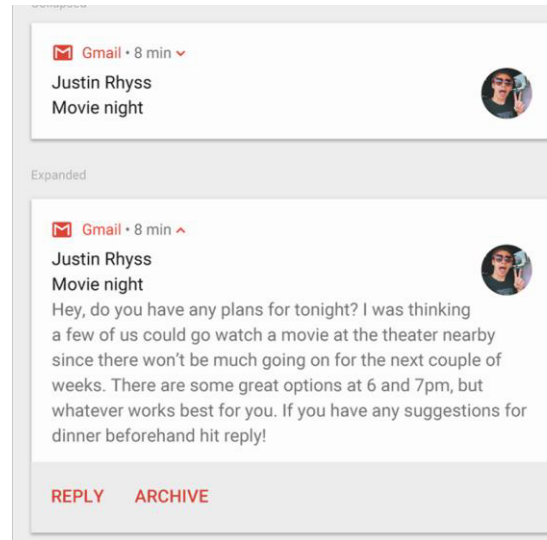 Collapsed
Gmail • 8 min
Justin Rhyss
Movie night
Expanded
Gmail • 8 min
Justin Rhyss
Movie night
Hey, do you have any plans for tonight? I was thinking
a few of us could go watch a movie at the theater nearby
since there won’t be much going on for the next couple of
weeks. There are some great options at 6 and 7pm, but
whatever works best for you. If you have any suggestions for
dinner beforehand hit reply!
REPLY ARCHIVE